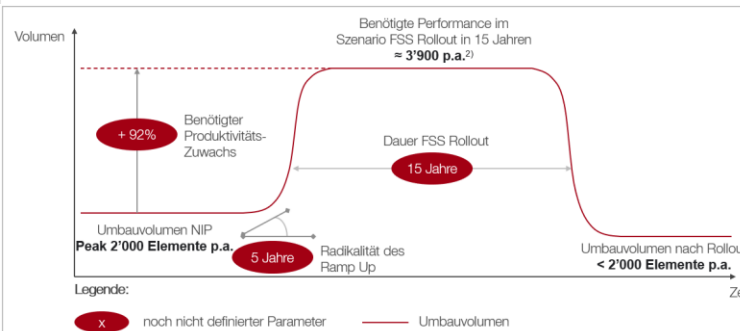 Benötigte Performance im
Szenario FSS Rollout in 15 Jahren
≈ 3’900 p.a.²⁾
Volumen
+ 92%
Benötigter
Produktivitäts-
Zuwachs
Dauer FSS Rollout
15 Jahre
Umbauvolumen NIP
Peak 2’000 Elemente p.a.
5 Jahre
Radikalität des
Ramp Up
Umbauvolumen nach Rollou
< 2’000 Elemente p.a.
Legende:
Ze
x noch nicht definierter Parameter
Umbauvolumen